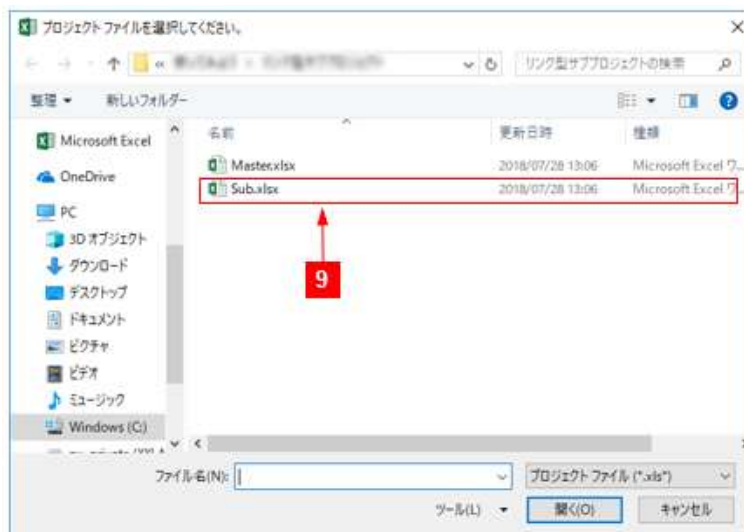 プロジェクト ファイルを選択してください。
«
リンク型サブプロジェクトの検索
整理
新しいフォルダー
Microsoft Excel
OneDrive
PC
3D オブジェクト
ダウンロード
デスクトップ
ドキュメント
ピクチャ
ビデオ
ミュージック
Windows (C:)
名前
更新日時
種類
Master.xlsx
2018/07/28 13:06
Microsoft Excel ワ...
Sub.xlsx
2018/07/28 13:06
Microsoft Excel ワ...
9
ファイル名(N):
プロジェクト ファイル (*.xls*)
ツール(L)
開く(O)
キャンセル